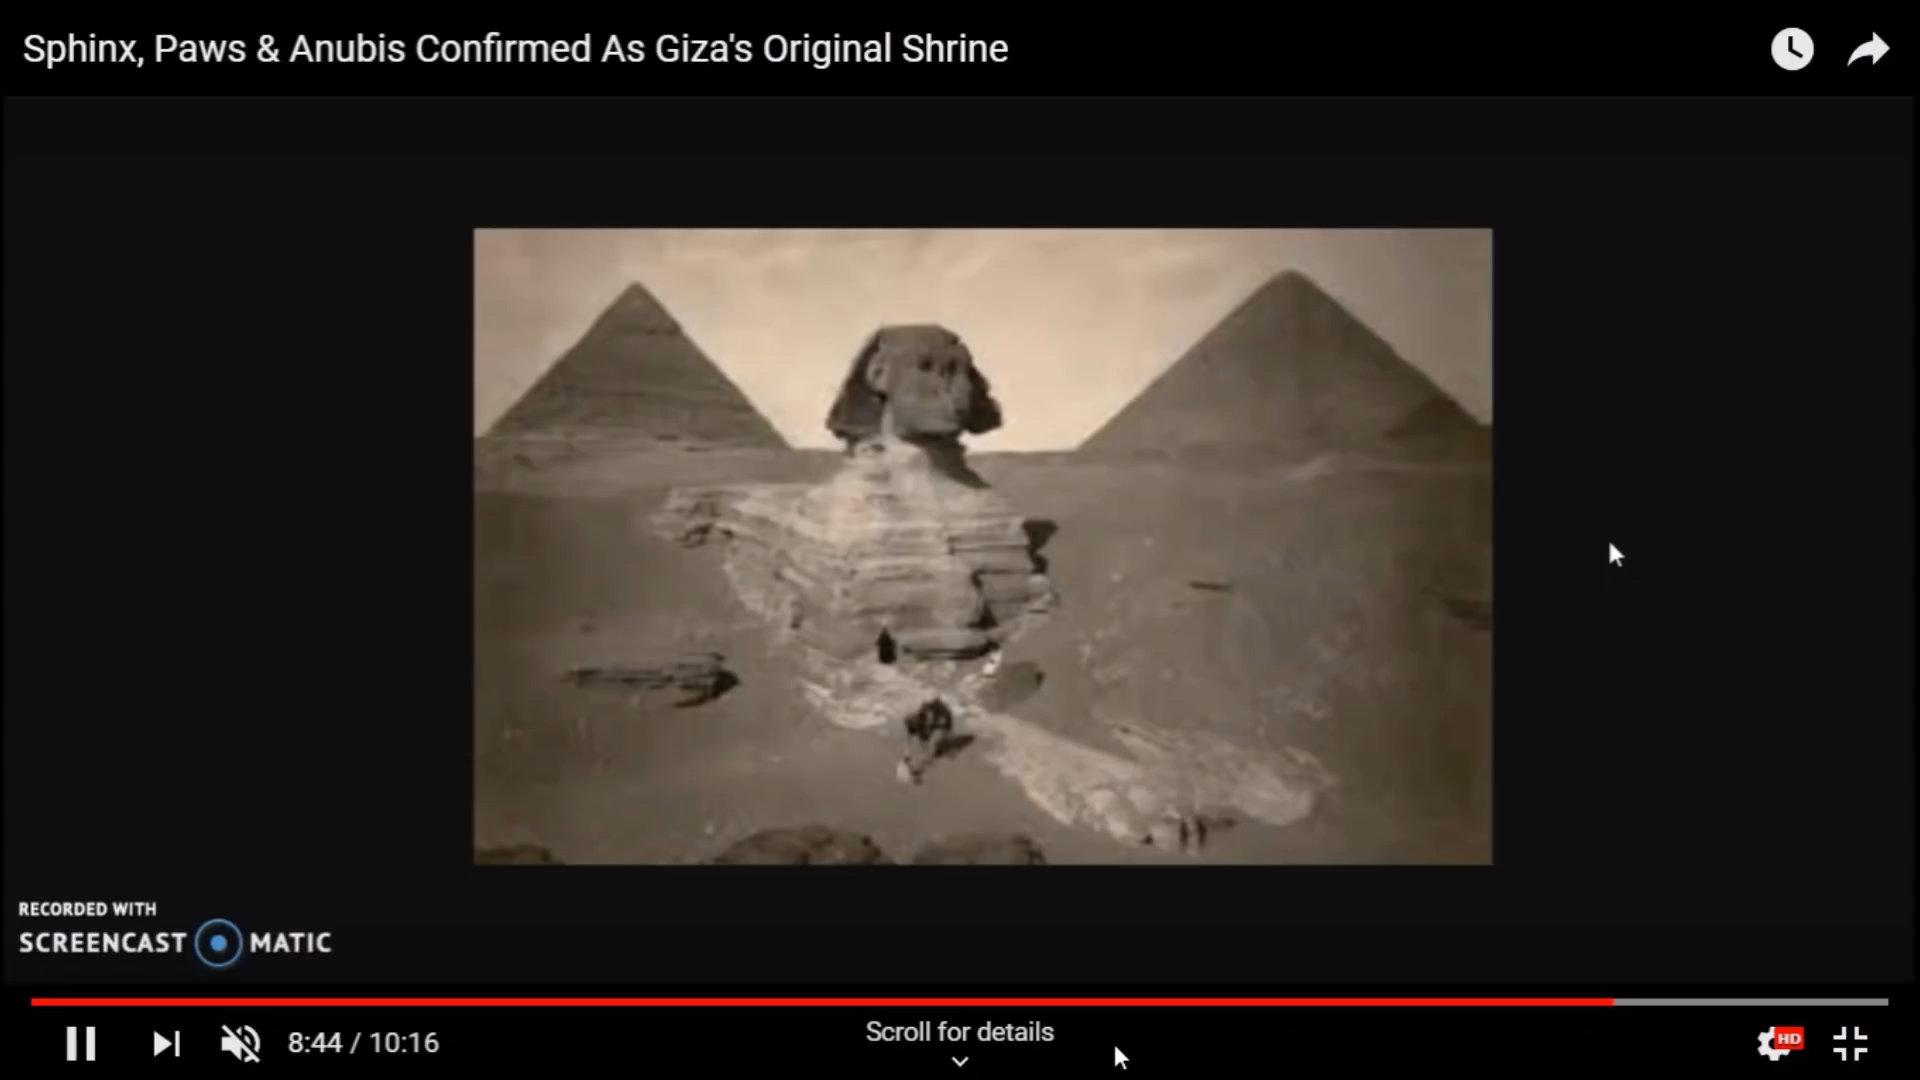 Sphinx, Paws & Anubis Confirmed As Giza's Original Shrine
RECORDED WITH
SCREENCAST MATIC
8:44 / 10:16
Scroll for details
HD